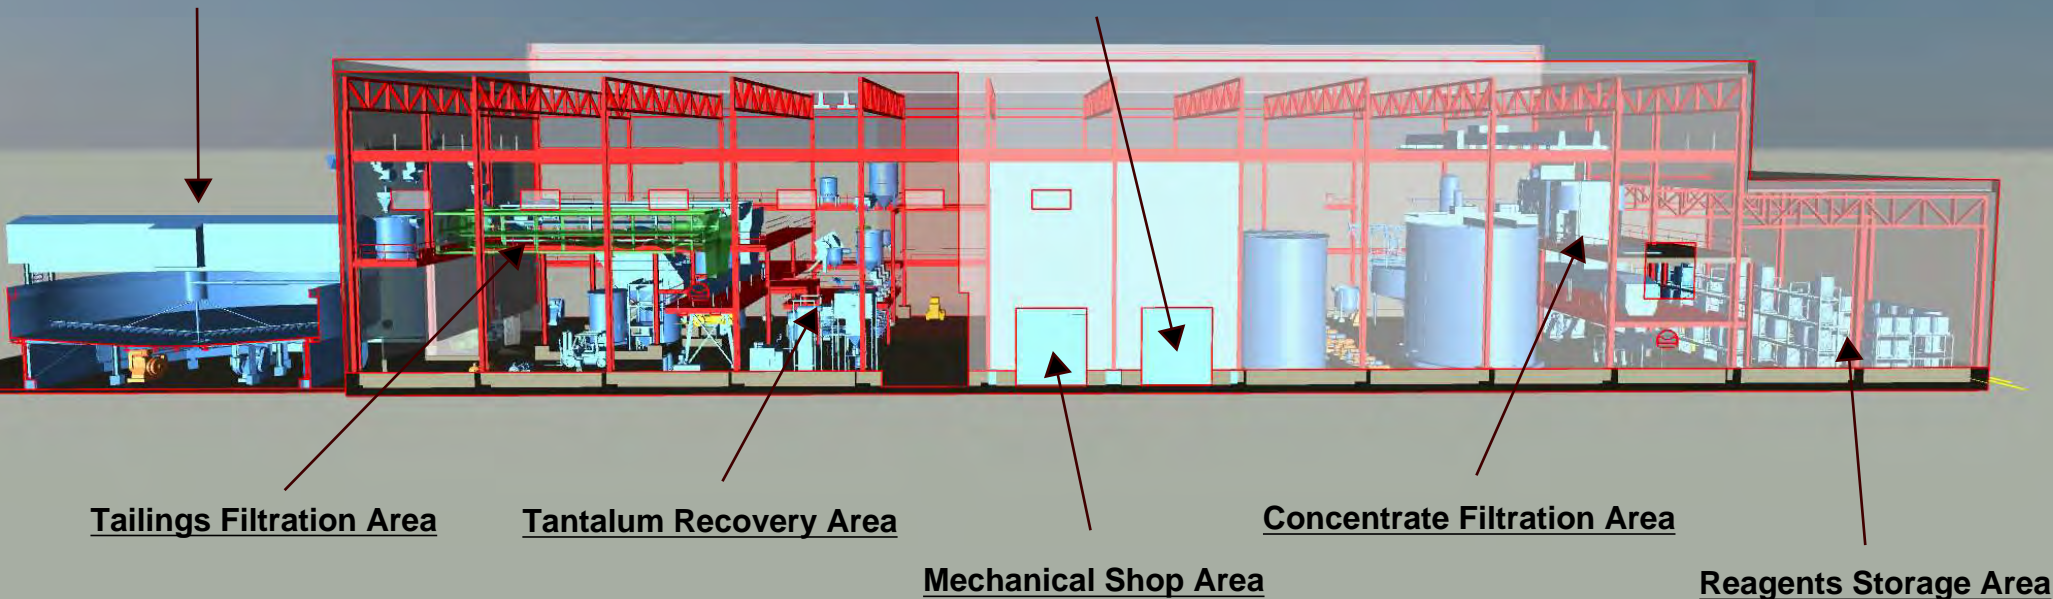 Tailings Filtration Area
Tantalum Recovery Area
Concentrate Filtration Area
Mechanical Shop Area
Reagents Storage Area